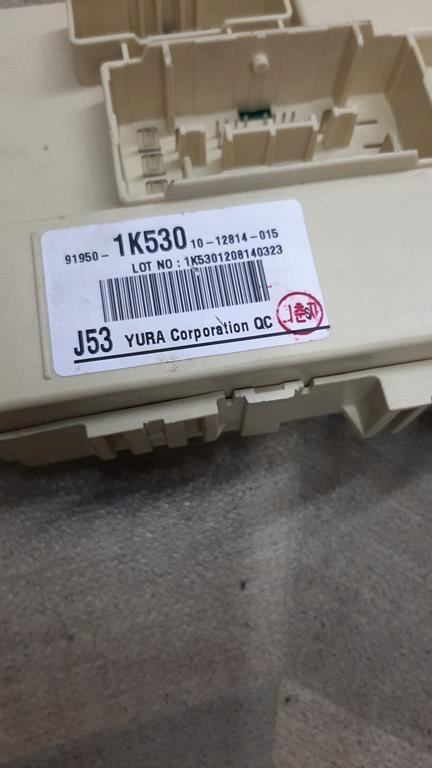 91950- 1K530 10-12814-015
LOT NO : 1K5301208140323
J53 YURA Corporation QC